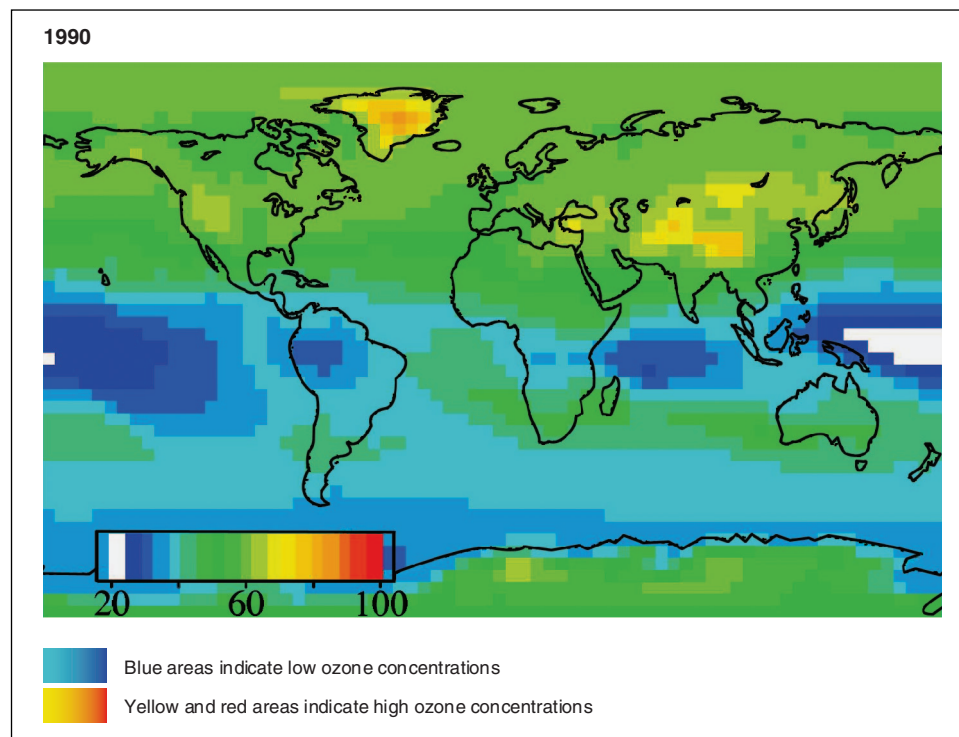 1990
20 60 100
Blue areas indicate low ozone concentrations
Yellow and red areas indicate high ozone concentrations